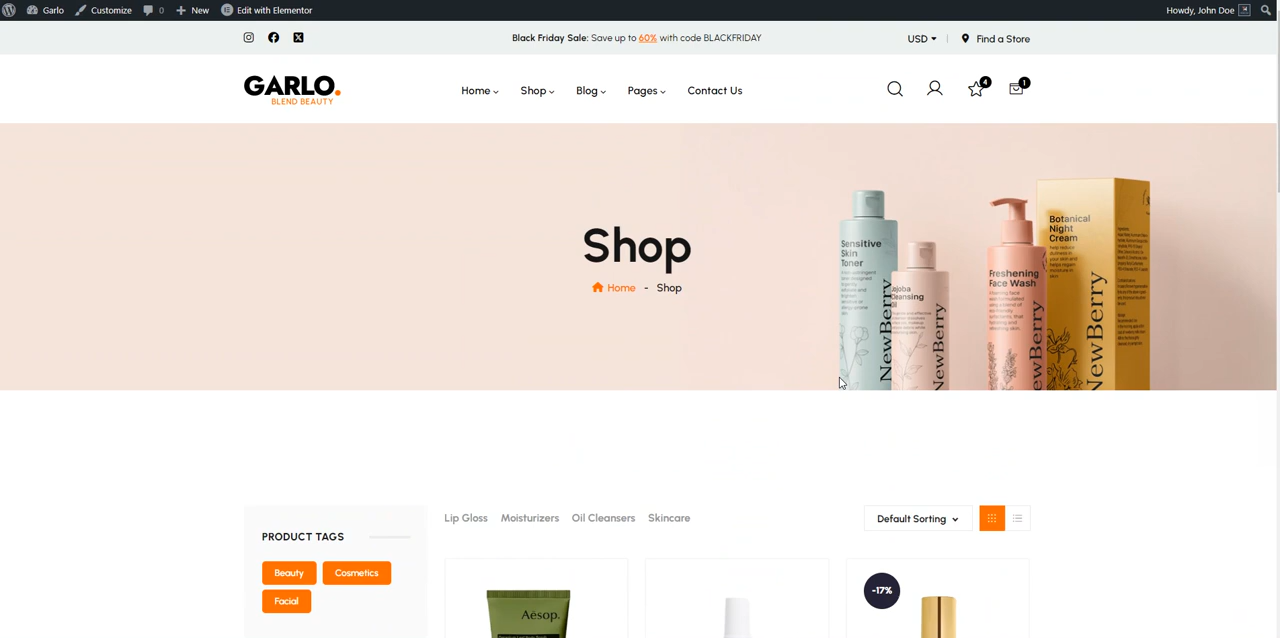 Garlo
Customize
0
New
Edit with Elementor
Howdy, John Doe
Black Friday Sale: Save up to 60% with code BLACKFRIDAY
USD
Find a Store
GARLO.
BLEND BEAUTY
Home
Shop
Blog
Pages
Contact Us
4
1
Shop
Home - Shop
Sensitive
Skin
Toner
NewBerry
Jojoba
Cleansing
Oil
NewBerry
Freshening
Face Wash
NewBerry
Botanical
Night
Cream
NewBerry
PRODUCT TAGS
Beauty
Cosmetics
Facial
Lip Gloss
Moisturizers
Oil Cleansers
Skincare
Default Sorting
Aēsop.
-17%